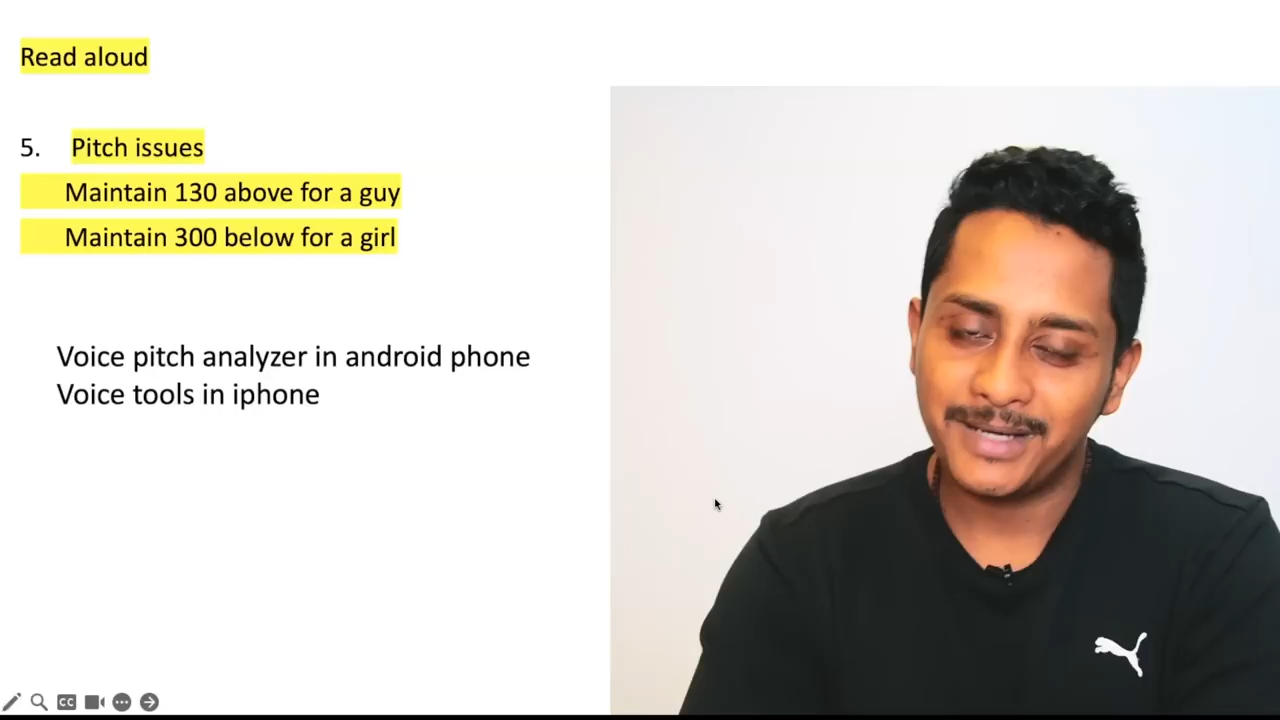 Read aloud
5. Pitch issues
Maintain 130 above for a guy
Maintain 300 below for a girl
Voice pitch analyzer in android phone
Voice tools in iphone
CC